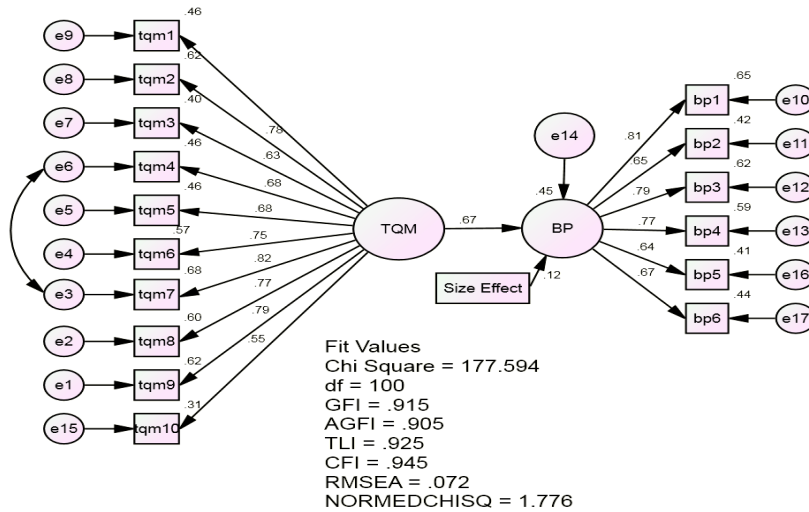 .46
e9 tqm1
.62
e8 tqm2
.40
e7 tqm3
.46
e6 tqm4
.46
e5 tqm5
.57
e4 tqm6
.68
e3 tqm7
.60
e2 tqm8
.62
e1 tqm9
.31
e15 tqm10
.78
.63
.68
.68
.75
.82
.77
.79
.55
TQM
.67
e14
.45
BP
Size Effect
.12
.81
.65
.79
.77
.64
.67
.65
bp1 e10
.42
bp2 e11
.62
bp3 e12
.59
bp4 e13
.41
bp5 e16
.44
bp6 e17
Fit Values
Chi Square = 177.594
df = 100
GFI = .915
AGFI = .905
TLI = .925
CFI = .945
RMSEA = .072
NORMEDCHISQ = 1.776